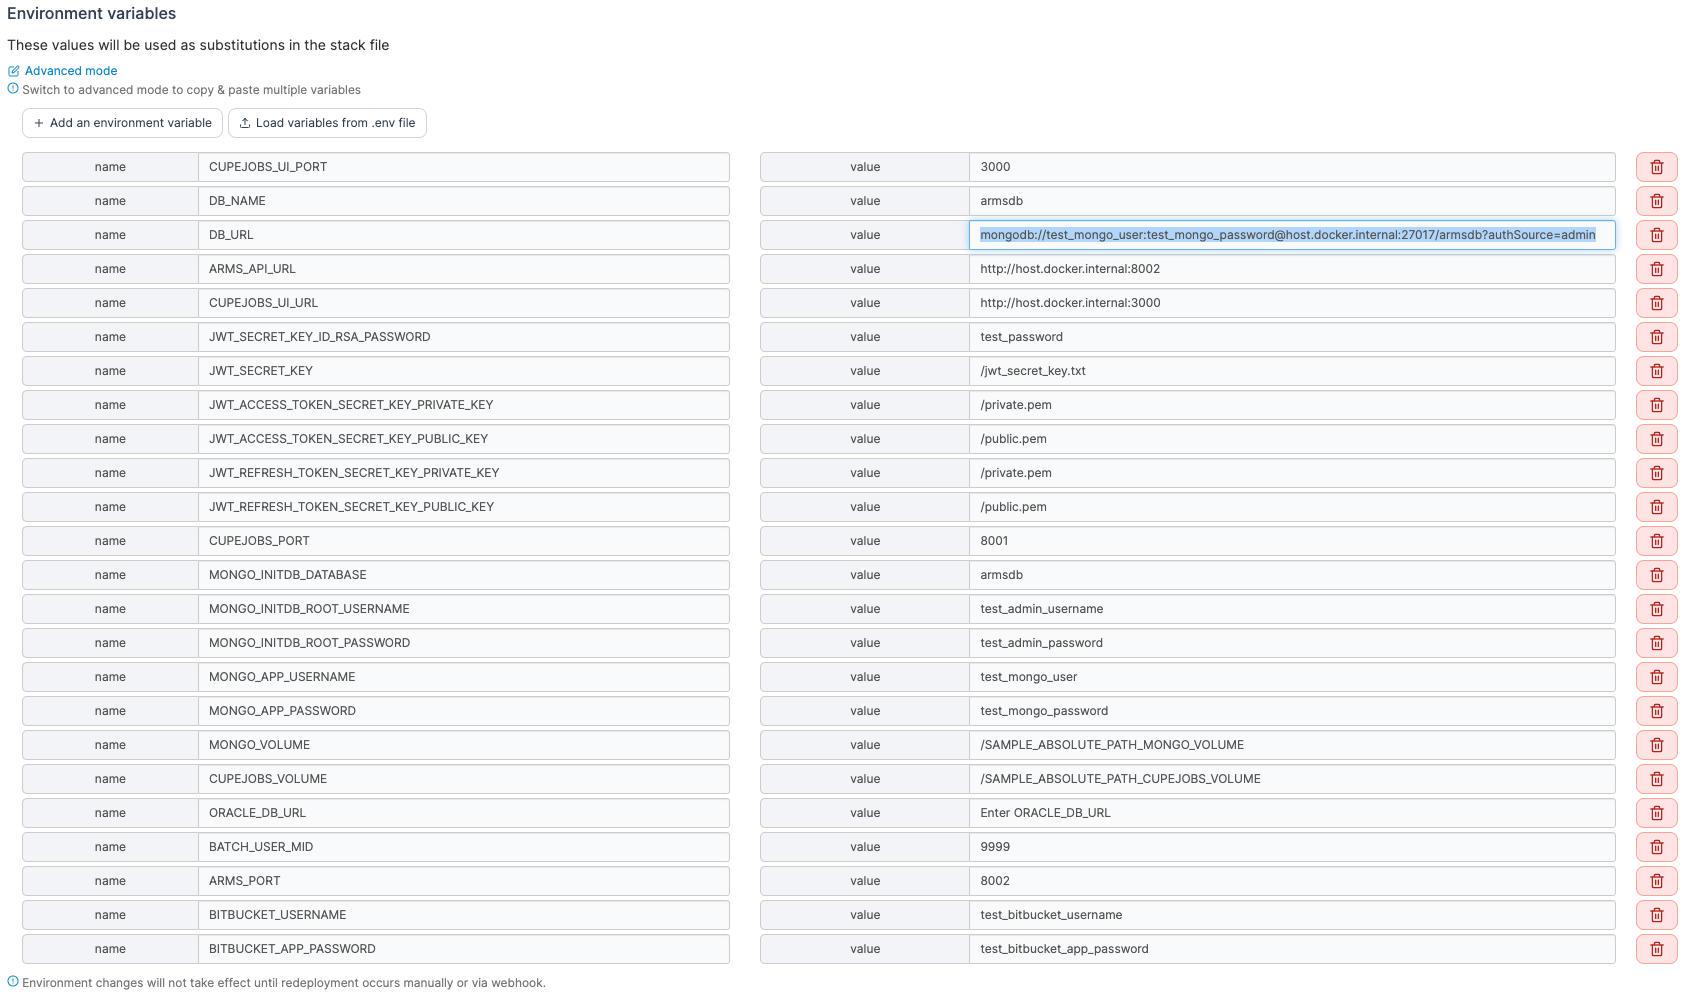 Environment variables
These values will be used as substitutions in the stack file
Advanced mode
Switch to advanced mode to copy & paste multiple variables
+ Add an environment variable Load variables from .env file
name CUPEJOBS_UI_PORT value 3000
name DB_NAME value armsdb
name DB_URL value mongodb://test_mongo_user:test_mongo_password@host.docker.internal:27017/armsdb?authSource=admin
name ARMS_API_URL value http://host.docker.internal:8002
name CUPEJOBS_UI_URL value http://host.docker.internal:3000
name JWT_SECRET_KEY_ID_RSA_PASSWORD value test_password
name JWT_SECRET_KEY value /jwt_secret_key.txt
name JWT_ACCESS_TOKEN_SECRET_KEY_PRIVATE_KEY value /private.pem
name JWT_ACCESS_TOKEN_SECRET_KEY_PUBLIC_KEY value /public.pem
name JWT_REFRESH_TOKEN_SECRET_KEY_PRIVATE_KEY value /private.pem
name JWT_REFRESH_TOKEN_SECRET_KEY_PUBLIC_KEY value /public.pem
name CUPEJOBS_PORT value 8001
name MONGO_INITDB_DATABASE value armsdb
name MONGO_INITDB_ROOT_USERNAME value test_admin_username
name MONGO_INITDB_ROOT_PASSWORD value test_admin_password
name MONGO_APP_USERNAME value test_mongo_user
name MONGO_APP_PASSWORD value test_mongo_password
name MONGO_VOLUME value /SAMPLE_ABSOLUTE_PATH_MONGO_VOLUME
name CUPEJOBS_VOLUME value /SAMPLE_ABSOLUTE_PATH_CUPEJOBS_VOLUME
name ORACLE_DB_URL value Enter ORACLE_DB_URL
name BATCH_USER_MID value 9999
name ARMS_PORT value 8002
name BITBUCKET_USERNAME value test_bitbucket_username
name BITBUCKET_APP_PASSWORD value test_bitbucket_app_password
Environment changes will not take effect until redeployment occurs manually or via webhook.